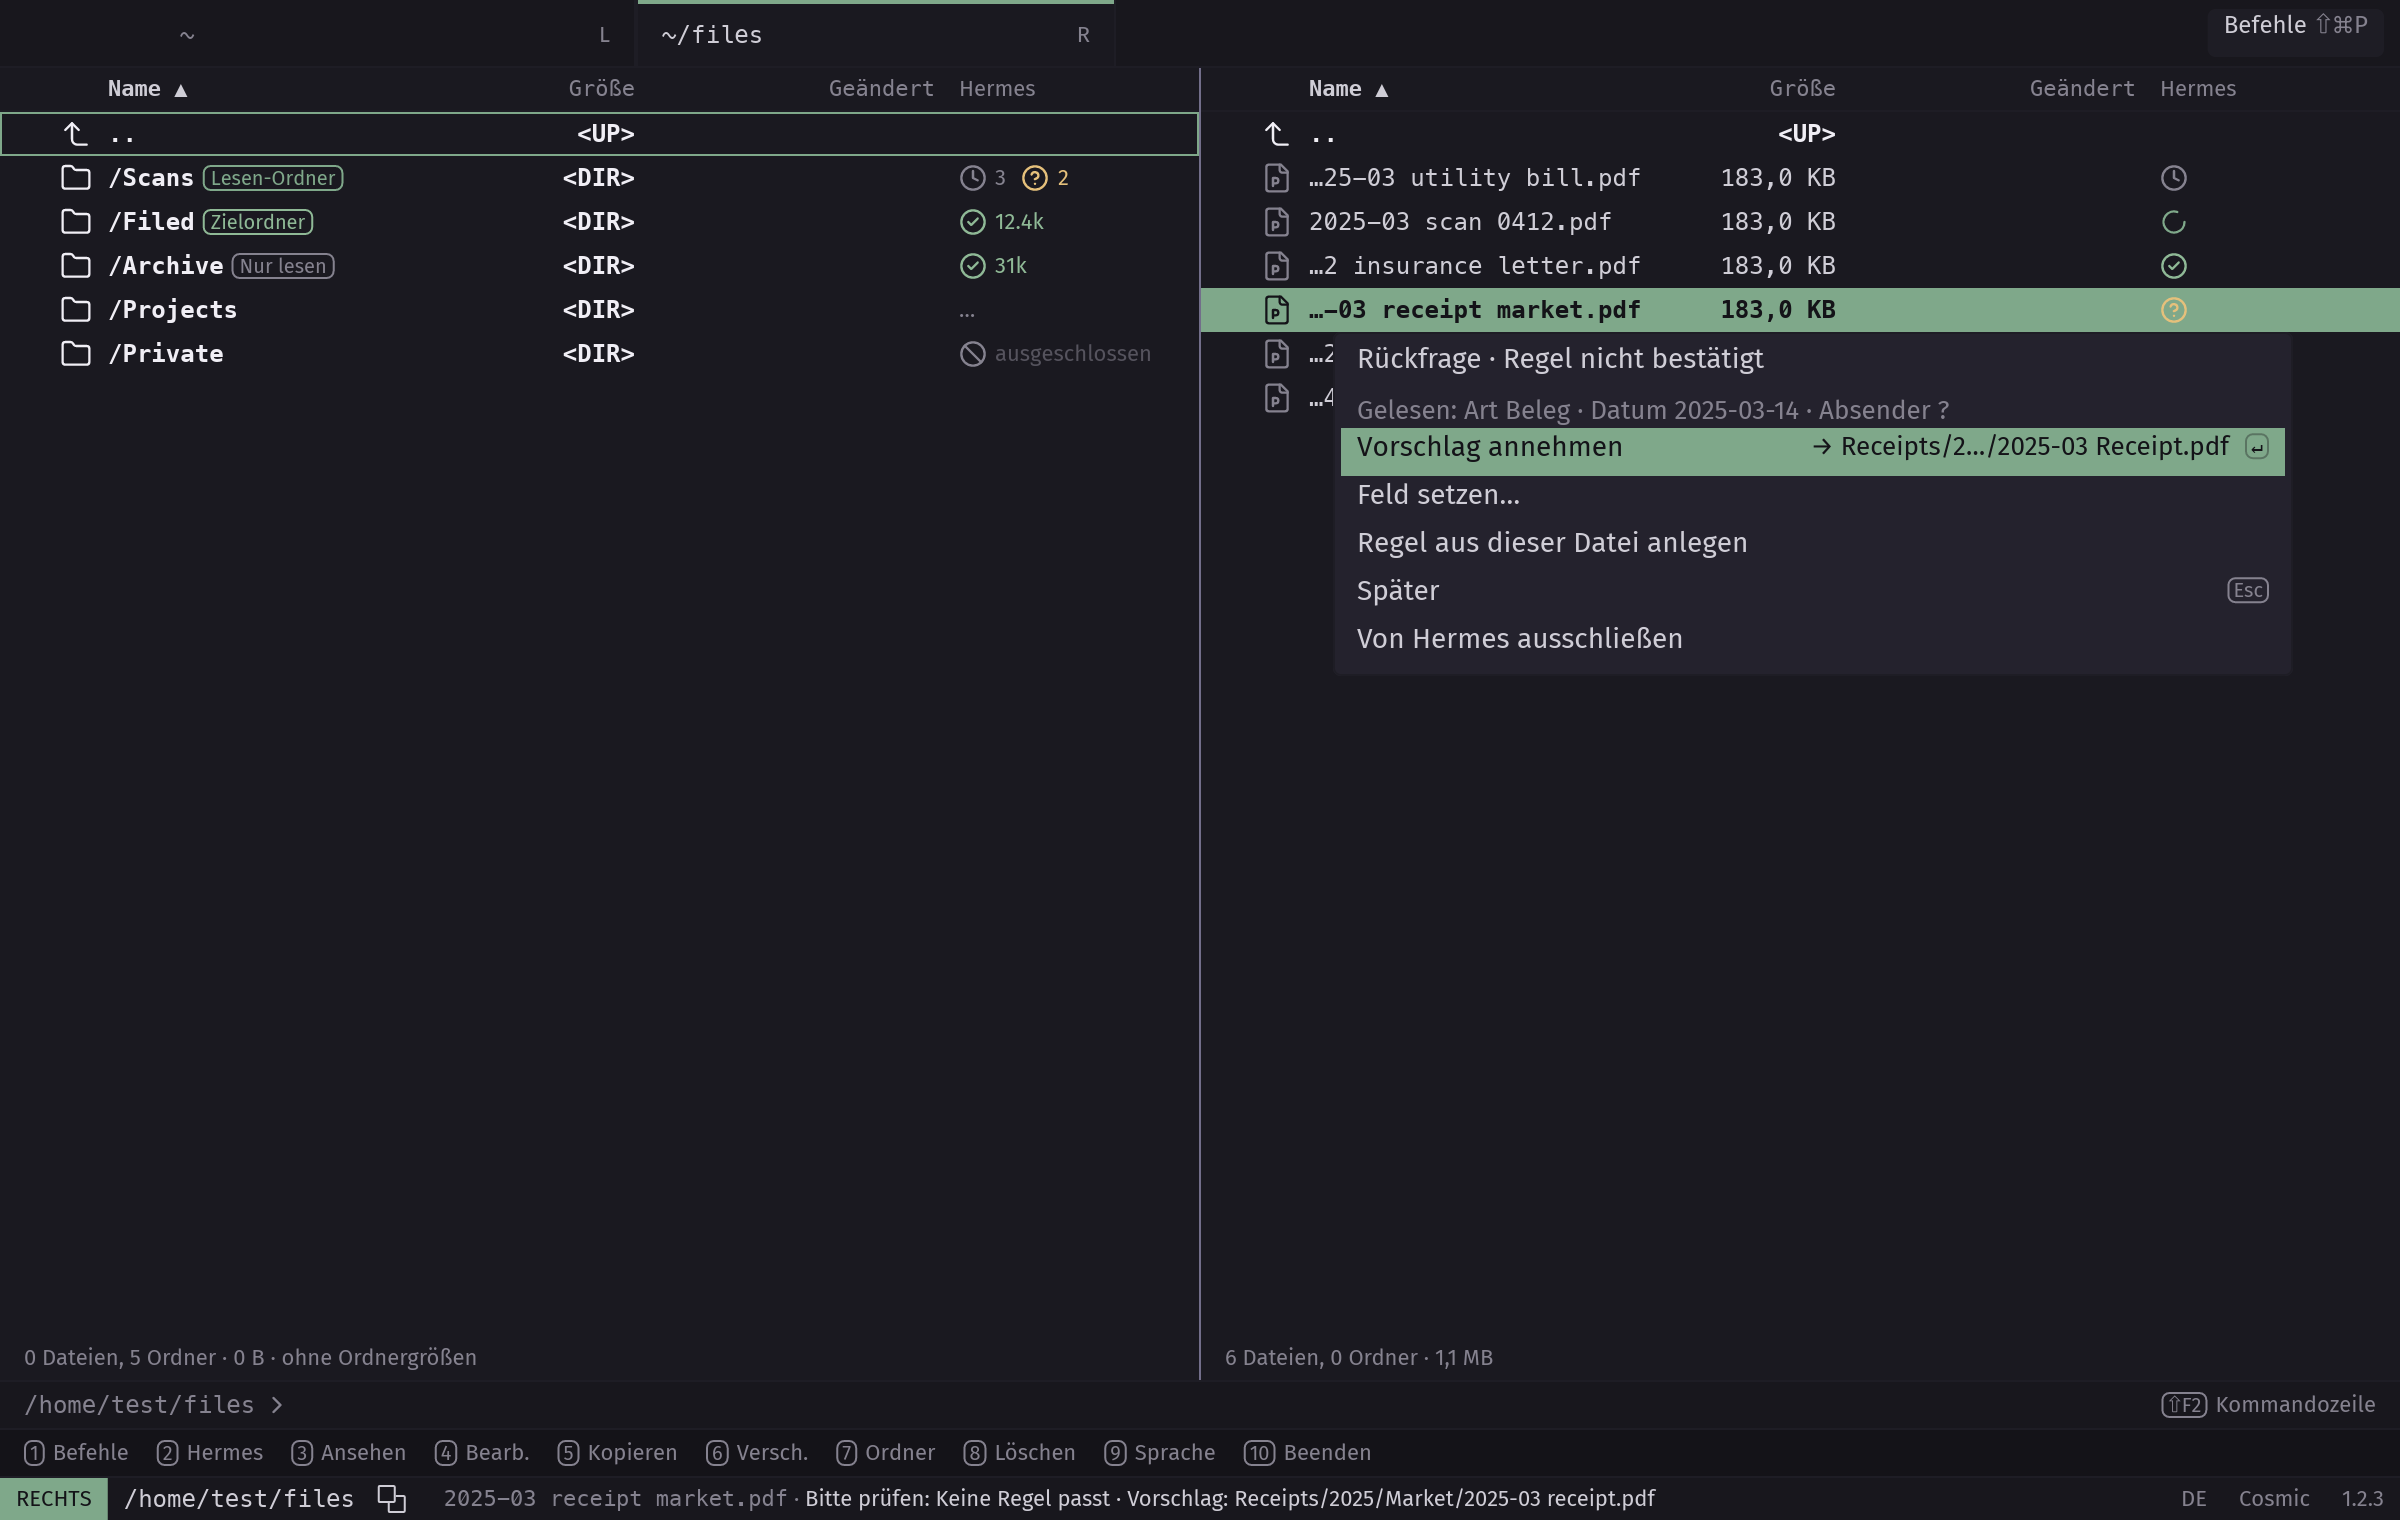 ~ L ~/files R Befehle ⇧⌘P
Name ▲ Größe Geändert Hermes
.. <UP>
/Scans Lesen-Ordner <DIR> 3 2
/Filed Zielordner <DIR> 12.4k
/Archive Nur lesen <DIR> 31k
/Projects <DIR> …
/Private <DIR> ausgeschlossen
0 Dateien, 5 Ordner · 0 B · ohne Ordnergrößen
Name ▲ Größe Geändert Hermes
.. <UP>
…25-03 utility bill.pdf 183,0 KB
2025-03 scan 0412.pdf 183,0 KB
…2 insurance letter.pdf 183,0 KB
…-03 receipt market.pdf 183,0 KB
…2
…4
Rückfrage · Regel nicht bestätigt
Gelesen: Art Beleg · Datum 2025-03-14 · Absender ?
Vorschlag annehmen → Receipts/2…/2025-03 Receipt.pdf ↵
Feld setzen…
Regel aus dieser Datei anlegen
Später Esc
Von Hermes ausschließen
6 Dateien, 0 Ordner · 1,1 MB
/home/test/files > ⇧F2 Kommandozeile
1 Befehle 2 Hermes 3 Ansehen 4 Bearb. 5 Kopieren 6 Versch. 7 Ordner 8 Löschen 9 Sprache 10 Beenden
RECHTS /home/test/files 2025-03 receipt market.pdf · Bitte prüfen: Keine Regel passt · Vorschlag: Receipts/2025/Market/2025-03 receipt.pdf DE Cosmic 1.2.3